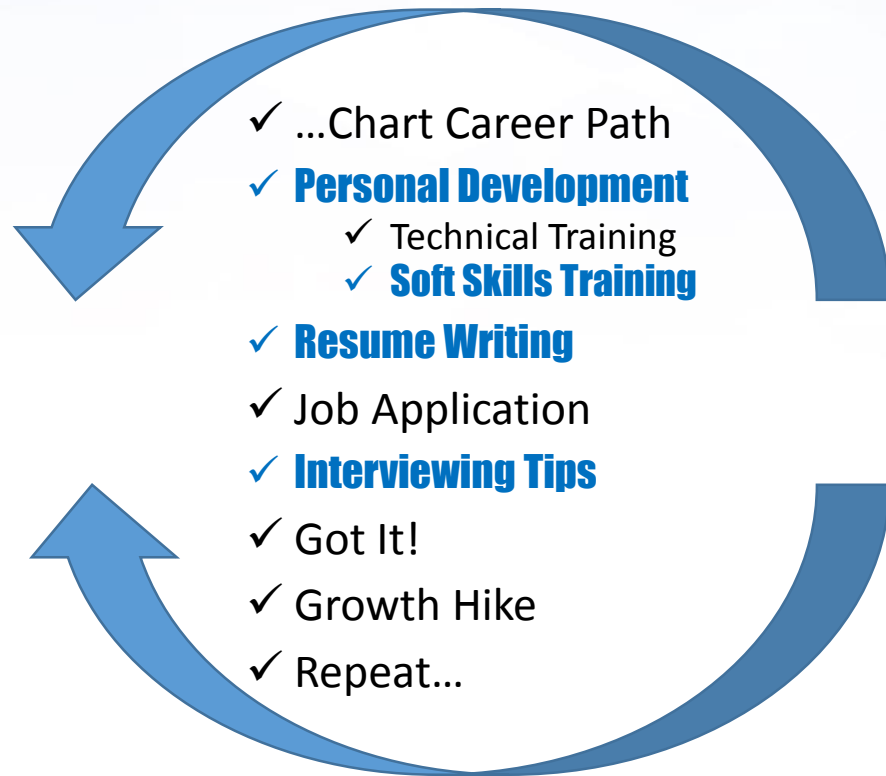 ✓ …Chart Career Path
✓ Personal Development
✓ Technical Training
✓ Soft Skills Training
✓ Resume Writing
✓ Job Application
✓ Interviewing Tips
✓ Got It!
✓ Growth Hike
✓ Repeat…